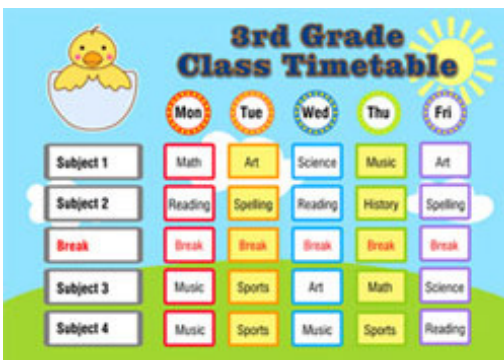 3rd Grade
Class Timetable
Mon Tue Wed Thu Fri
Subject 1 Math Art Science Music Art
Subject 2 Reading Spelling Reading History Spelling
Break Break Break Break Break Break
Subject 3 Music Sports Art Math Science
Subject 4 Music Sports Music Sports Reading